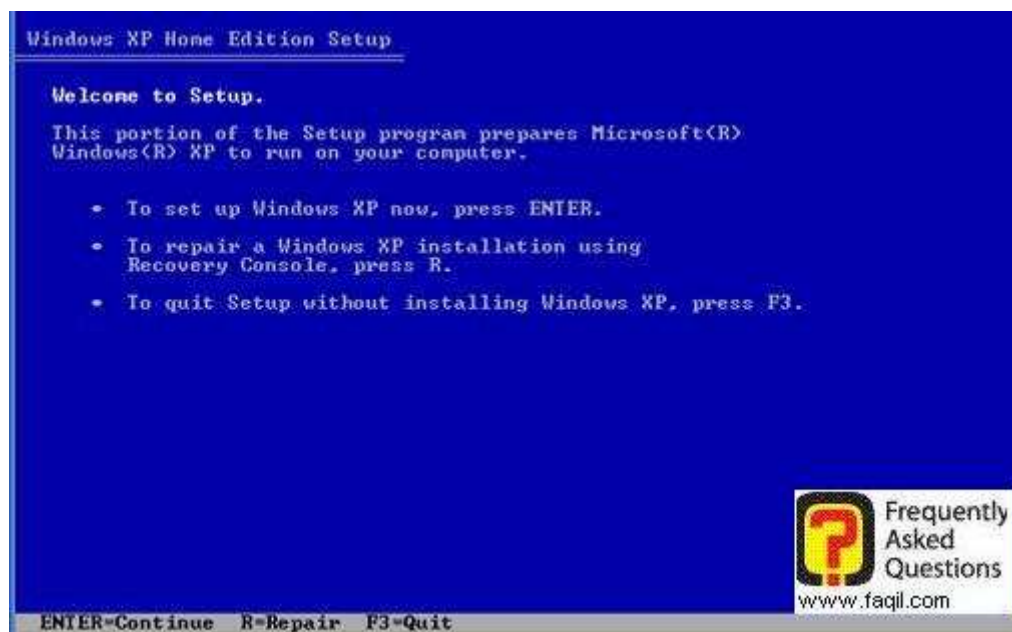 Windows XP Home Edition Setup
Welcome to Setup.
This portion of the Setup program prepares Microsoft(R)
Windows(R) XP to run on your computer.
• To set up Windows XP now, press ENTER.
• To repair a Windows XP installation using
Recovery Console, press R.
• To quit Setup without installing Windows XP, press F3.
Frequently
Asked
Questions
www.faqil.com
ENTER=Continue R=Repair F3=Quit